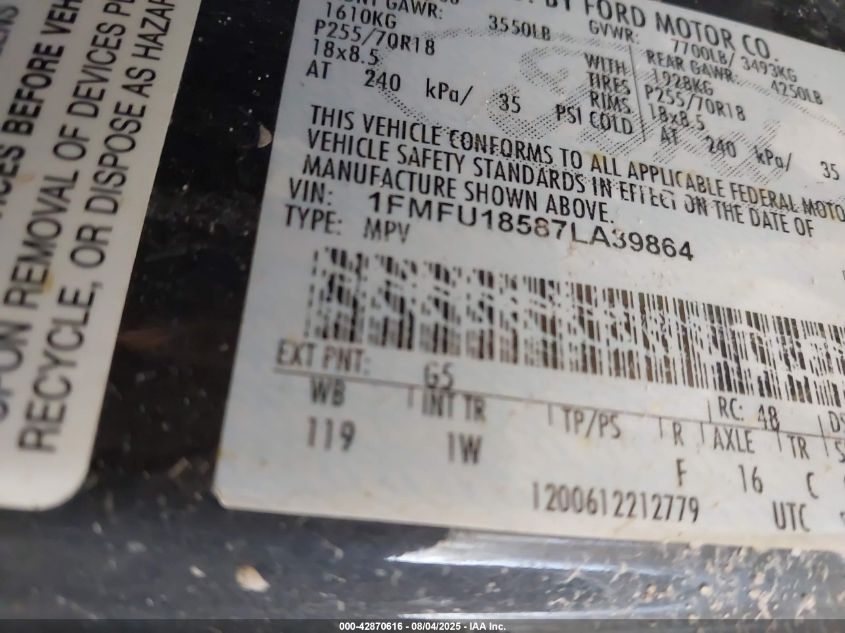 UPON REMOVAL OF DEVICES
RECYCLE, OR DISPOSE AS HAZA
BEFORE VEH
BY FORD MOTOR CO.
GAWR: 3550LB GVWR: 7700LB/ 3493KG
1610KG WITH REAR GAWR: 4250LB
P255/70R18 TIRES 1928KG
18x8.5 RIMS P255/70R18
AT 240 kPa/ 35 PSI COLD 18x8.5
AT 240 kPa/ 35
THIS VEHICLE CONFORMS TO ALL APPLICABLE FEDERAL MOTO
VEHICLE SAFETY STANDARDS IN EFFECT ON THE DATE OF
MANUFACTURE SHOWN ABOVE.
VIN: 1FMFU18587LA39864
TYPE: MPV
EXT PNT: G5
RC: 48
WB INT TR TP/PS R AXLE TR
119 1W F 16 C
1200612212779 UTC
000-42870616 - 08/04/2025 - IAA Inc.